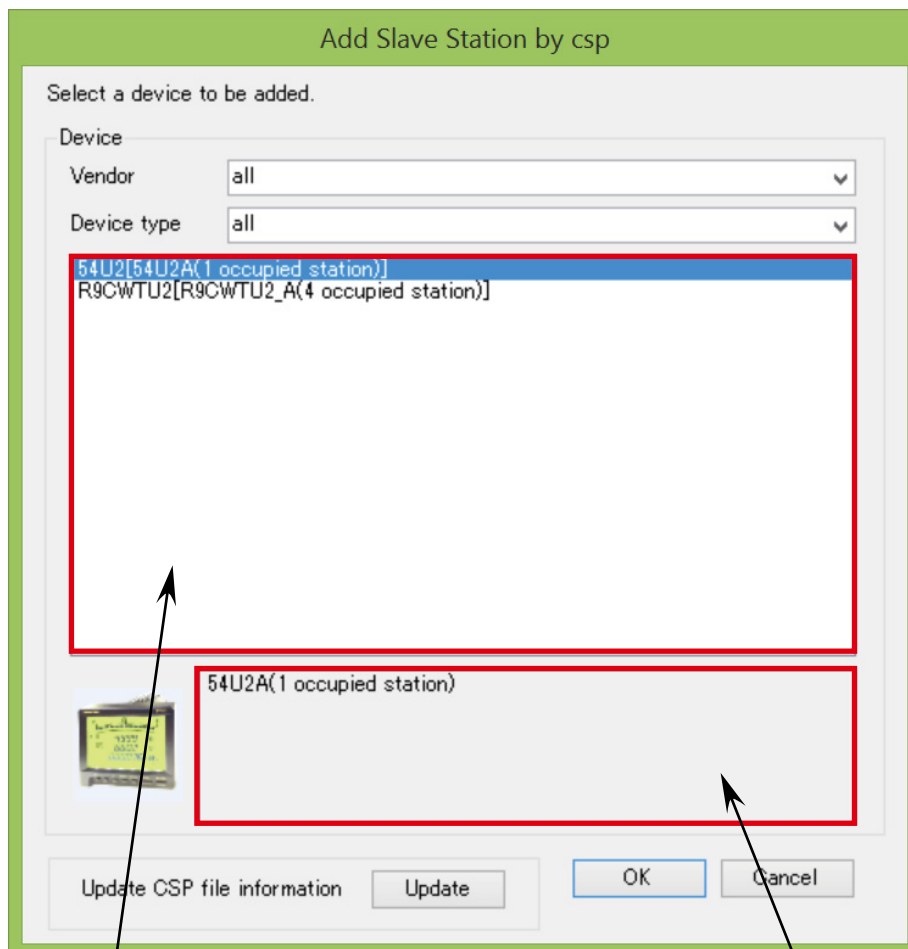 Add Slave Station by csp
Select a device to be added.
Device
Vendor all
Device type all
54U2[54U2A(1 occupied station)]
R9CWTU2[R9CWTU2_A(4 occupied station)]
54U2A(1 occupied station)
Update CSP file information Update OK Cancel